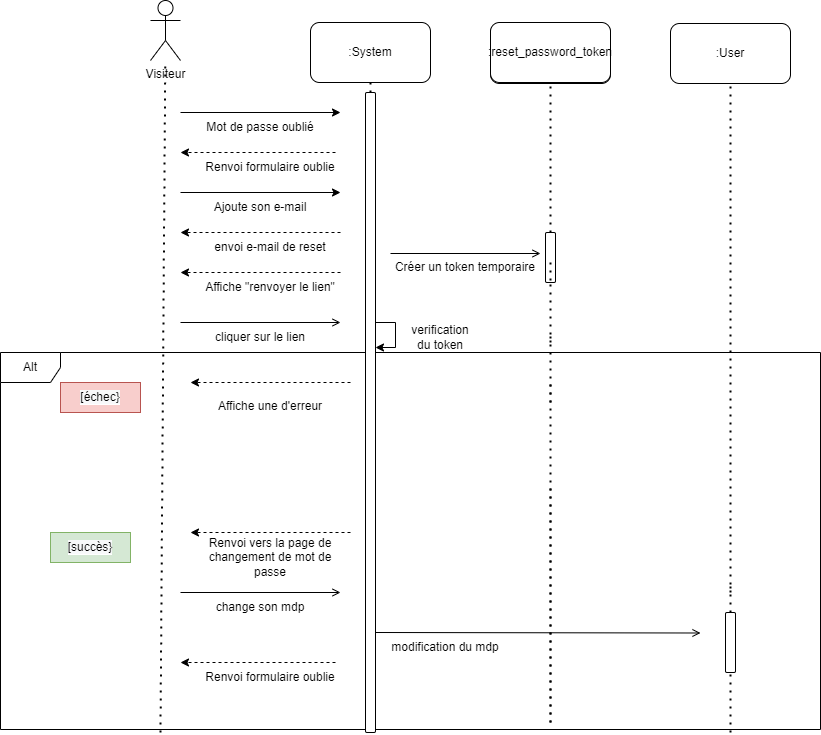 :System
:reset_password_token
:User
Visiteur
Mot de passe oublié
Renvoi formulaire oublie
Ajoute son e-mail
envoi e-mail de reset
Créer un token temporaire
Affiche "renvoyer le lien"
cliquer sur le lien
verification
du token
Alt
[échec}
Affiche une d'erreur
[succès}
Renvoi vers la page de
changement de mot de
passe
change son mdp
modification du mdp
Renvoi formulaire oublie